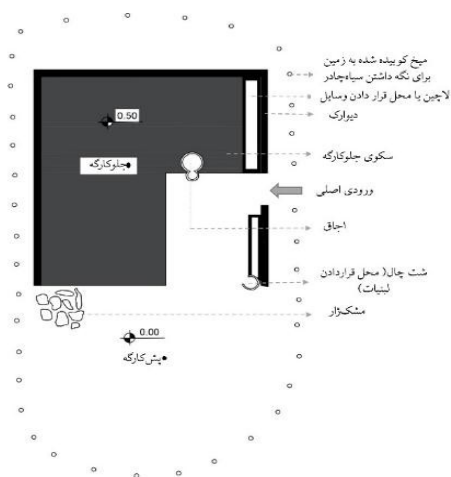 میخ کوبیده شده به زمین
برای نگه داشتن سیاه‌چادر
لاچین یا محل قرار دادن وسایل
دیوارک
0.50
سکوی جلوکارگه
جلوکارگه
ورودی اصلی
اجاق
شت چال( محل قراردادن
لبنیات)
مشک‌ژار
0.00
پش‌کارگه